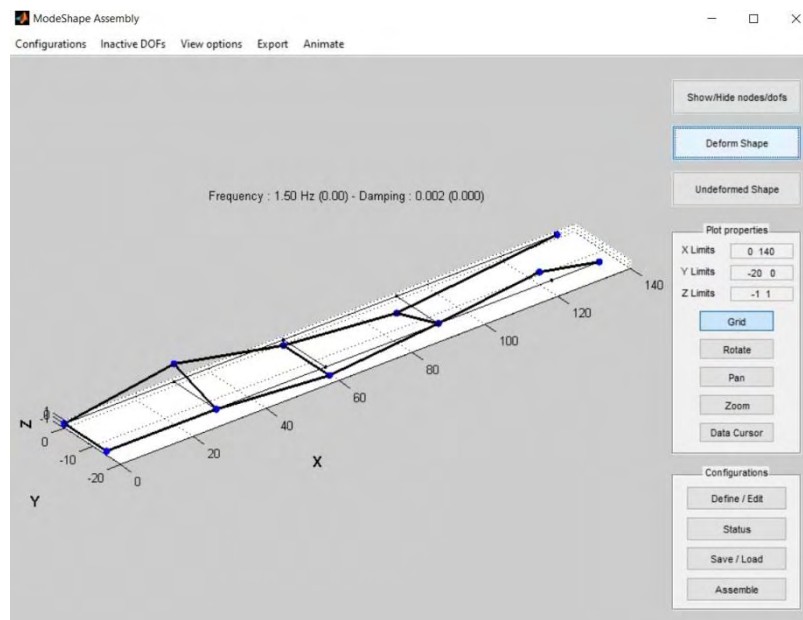 ModeShape Assembly
Configurations Inactive DOFs View options Export Animate
Show/Hide nodes/dofs
Deform Shape
Undeformed Shape
Frequency : 1.50 Hz (0.00) - Damping : 0.002 (0.000)
Plot properties
X Limits 0 140
Y Limits -20 0
Z Limits -1 1
Grid
Rotate
Pan
Zoom
Data Cursor
Configurations
Define / Edit
Status
Save / Load
Assemble
140
120
100
80
60
40
20
0
X
Z
0
-10
-20
Y